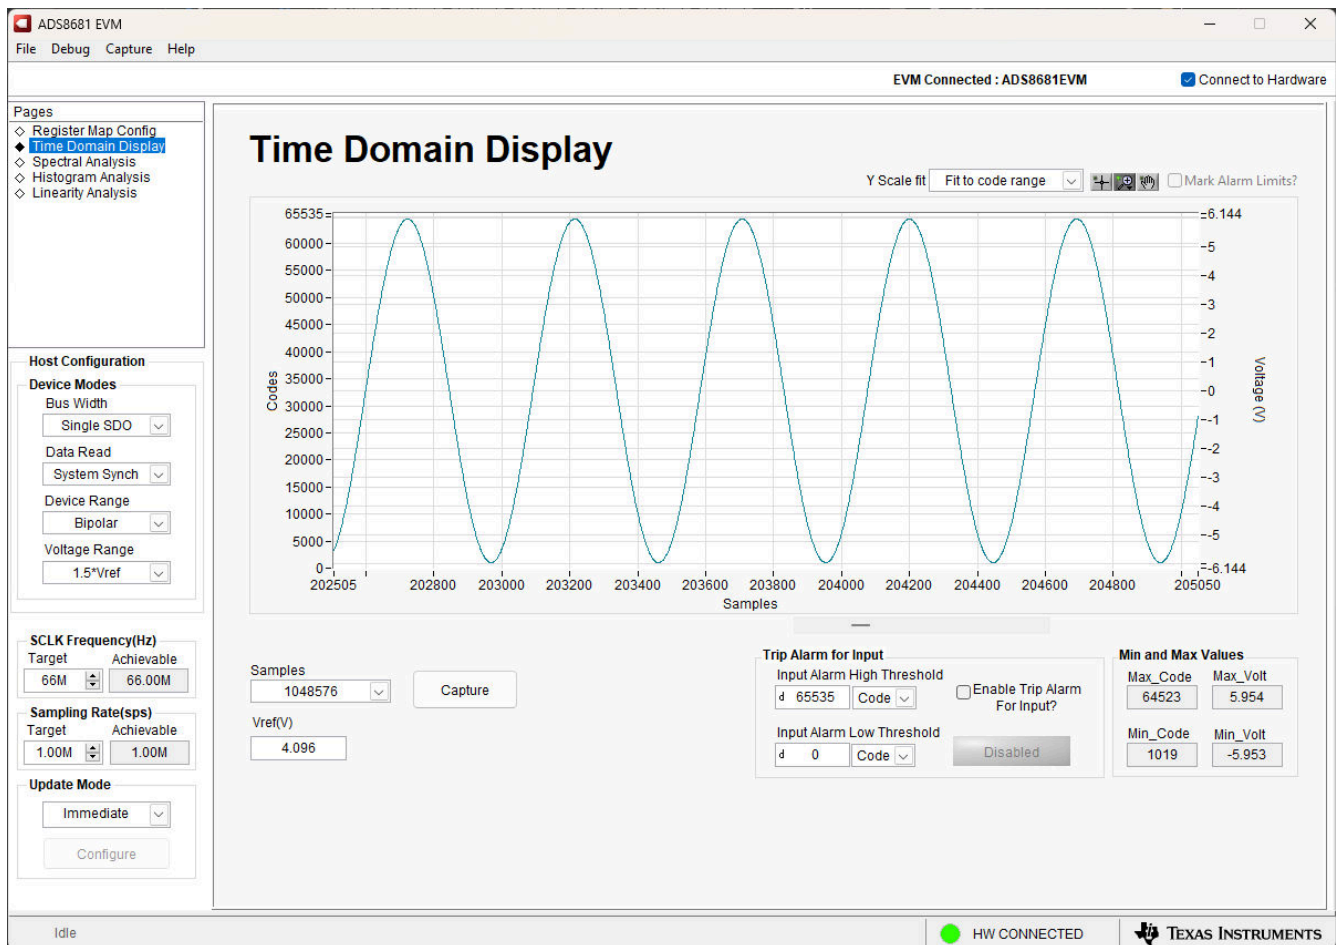 ADS8681 EVM
File Debug Capture Help
EVM Connected : ADS8681EVM
Connect to Hardware
Pages
Register Map Config
Time Domain Display
Spectral Analysis
Histogram Analysis
Linearity Analysis
Host Configuration
Device Modes
Bus Width
Single SDO
Data Read
System Synch
Device Range
Bipolar
Voltage Range
1.5*Vref
SCLK Frequency(Hz)
Target Achievable
66M 66.00M
Sampling Rate(sps)
Target Achievable
1.00M 1.00M
Update Mode
Immediate
Configure
Time Domain Display
Y Scale fit Fit to code range Mark Alarm Limits?
65535
60000
55000
50000
45000
40000
35000
30000
25000
20000
15000
10000
5000
0
Codes
6.144
5
4
3
2
1
0
-1
-2
-3
-4
-5
-6.144
Voltage (V)
202505 202800 203000 203200 203400 203600 203800 204000 204200 204400 204600 204800 205050
Samples
Samples
1048576
Capture
Vref(V)
4.096
Trip Alarm for Input
Input Alarm High Threshold
d 65535 Code
Enable Trip Alarm
For Input?
Input Alarm Low Threshold
d 0 Code
Disabled
Min and Max Values
Max_Code Max_Volt
64523 5.954
Min_Code Min_Volt
1019 -5.953
Idle
HW CONNECTED
TEXAS INSTRUMENTS